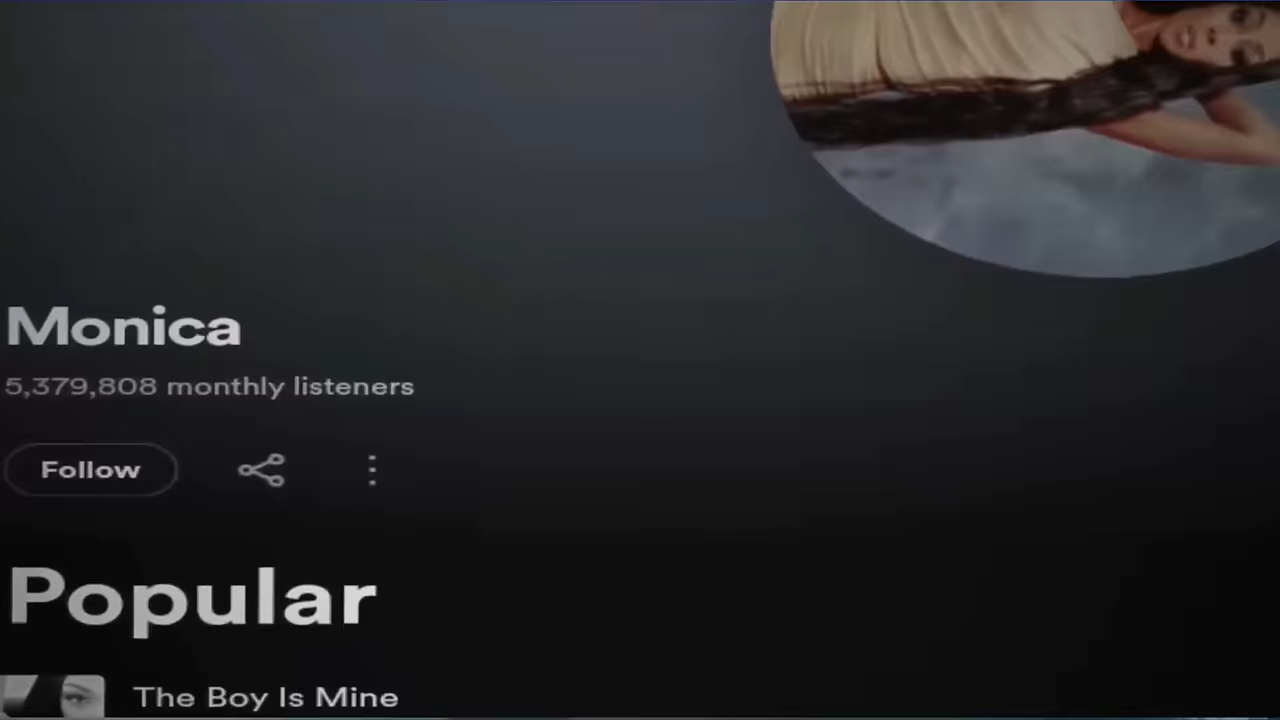 Monica
5,379,808 monthly listeners
Follow
Popular
The Boy Is Mine